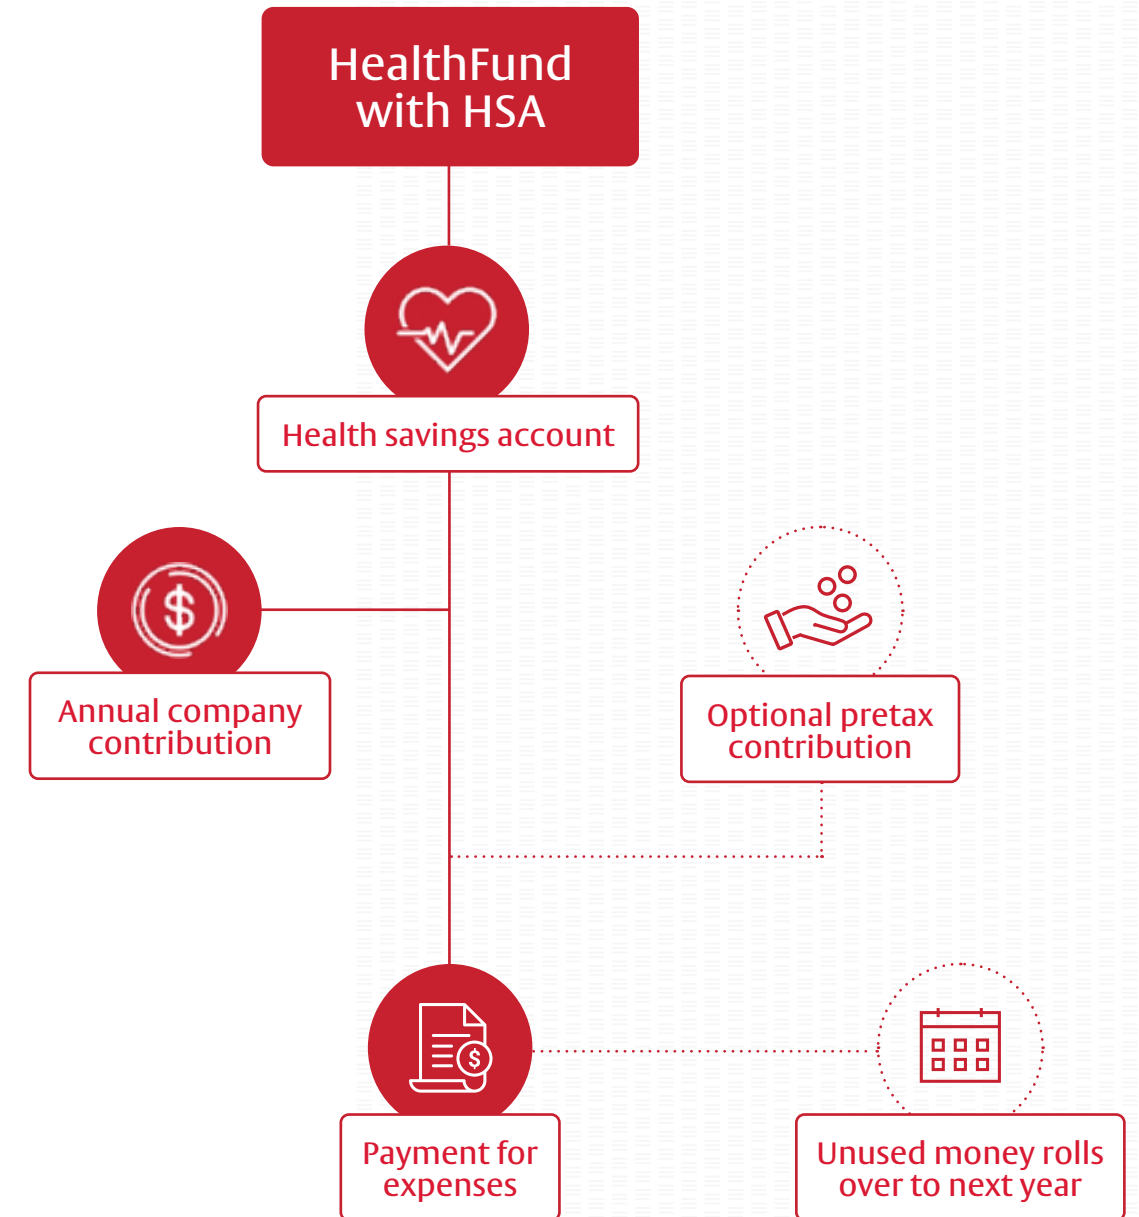 HealthFund
with HSA
Health savings account
Annual company
contribution
Optional pretax
contribution
Payment for
expenses
Unused money rolls
over to next year